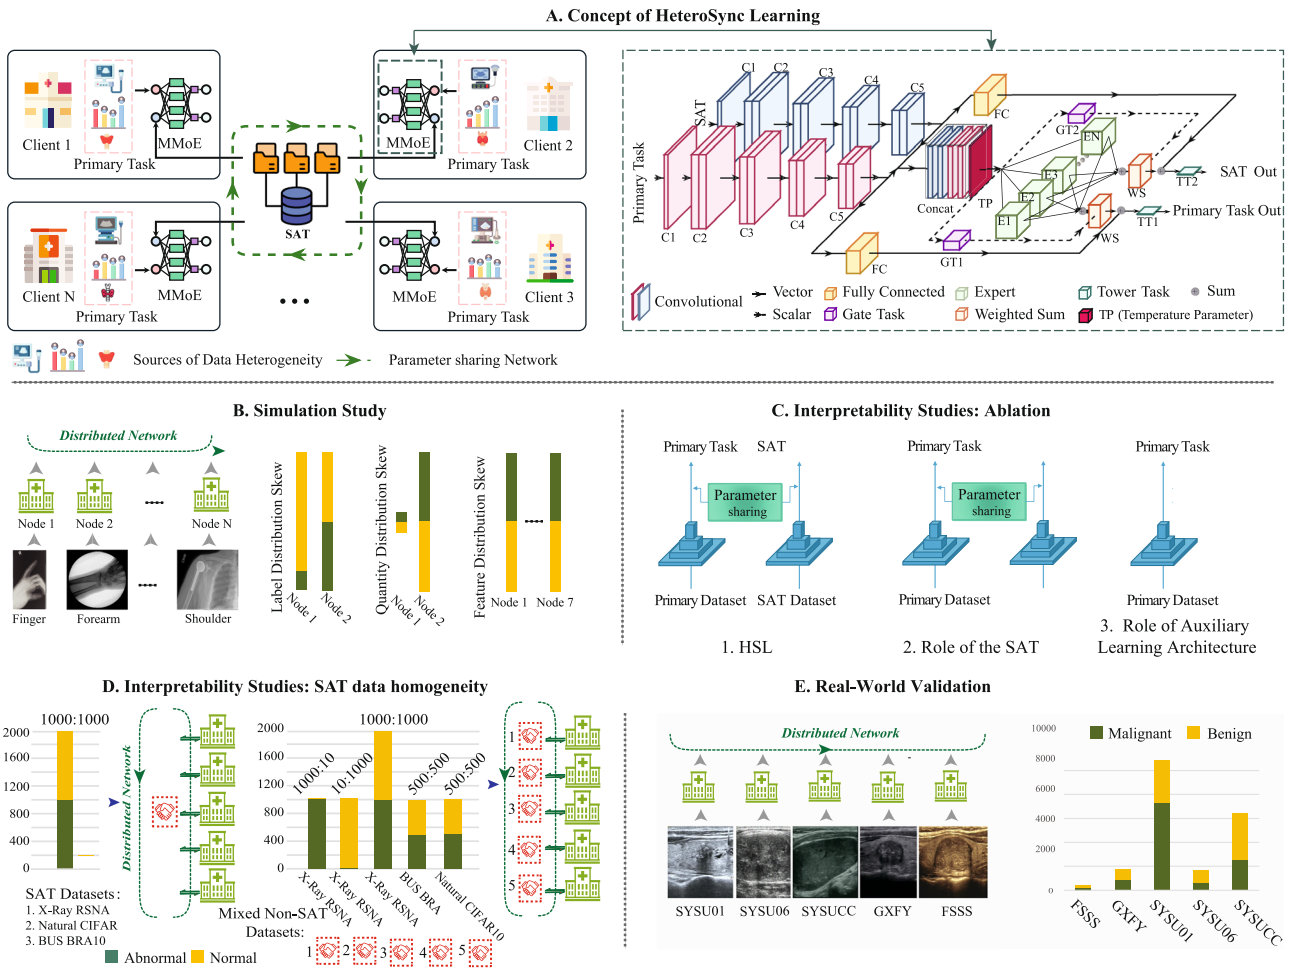 A. Concept of HeteroSync Learning
Client 1
MMoE
Primary Task
MMoE
Client 2
Primary Task
SAT
Client N
MMoE
Primary Task
MMoE
Client 3
Primary Task
Sources of Data Heterogeneity
Parameter sharing Network
Primary Task
SAT
C1
C2
C3
C4
C5
C1
C2
C3
C4
C5
FC
FC
Concat
TP
GT2
GT1
E1
E2
E3
EN
WS
WS
TT2
TT1
SAT Out
Primary Task Out
Convolutional
Vector
Scalar
Fully Connected
Gate Task
Expert
Weighted Sum
Tower Task
Sum
TP (Temperature Parameter)
B. Simulation Study
Distributed Network
Node 1
Node 2
Node N
Finger
Forearm
Shoulder
Label Distribution Skew
Node 1
Node 2
Quantity Distribution Skew
Node 1
Node 2
Feature Distribution Skew
Node 1
Node 7
C. Interpretability Studies: Ablation
Primary Task
SAT
Parameter
sharing
Primary Dataset
SAT Dataset
1. HSL
Primary Task
Parameter
sharing
Primary Dataset
2. Role of the SAT
Primary Task
Primary Dataset
3. Role of Auxiliary
Learning Architecture
D. Interpretability Studies: SAT data homogeneity
1000:1000
2000
1600
1200
800
400
0
SAT Datasets :
1. X-Ray RSNA
2. Natural CIFAR
3. BUS BRA10
Distributed Network
1000:1000
2000
1600
1200
800
400
0
1000:10
10:1000
500:500
500:500
X-Ray RSNA
X-Ray RSNA
X-Ray RSNA
BUS BRA
Natural CIFAR10
Mixed Non-SAT
Datasets:
1
2
3
4
5
1
2
3
4
5
Abnormal
Normal
E. Real-World Validation
Distributed Network
SYSU01
SYSU06
SYSUCC
GXFY
FSSS
10000
8000
6000
4000
2000
0
Malignant
Benign
FSSS
GXFY
SYSU01
SYSU06
SYSUCC